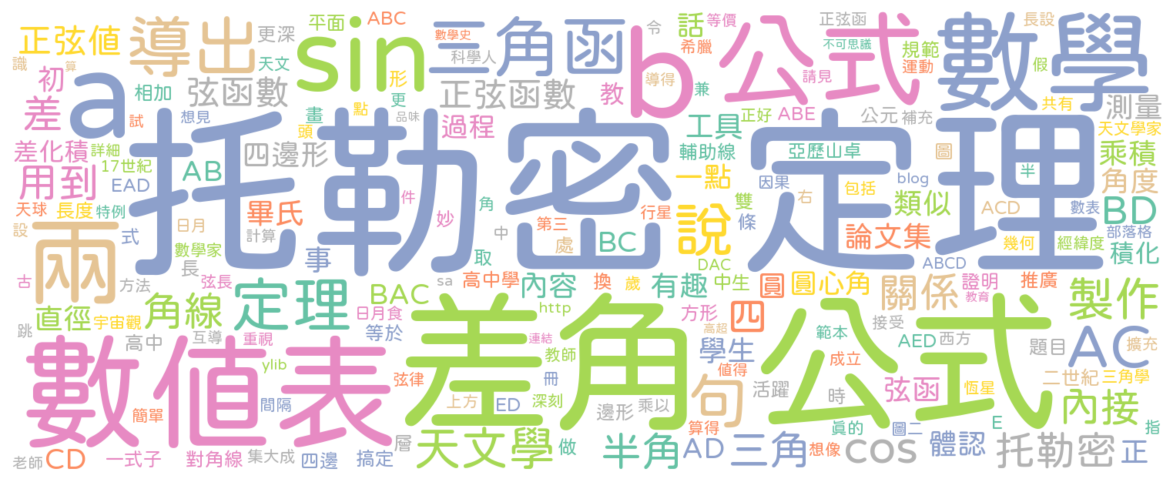 正弦値 導出 更深 平面 ABC 數學史 三角函 令 話 等價 正弦函 不可思議 長設
天文 sin 科學人 b 希臘 公式 規範 數學
識 算 初 相加 弦函數 形 正弦函數 導得 教 兼 請見 運動 假
差 a 試 想見 畫 點 更 品味 正好 ABE 公元 補充 共有 測量
托勒密定理
差化積 詳細 頭 過程 工具 天文學家 乘積
17世紀 AB 四邊形 輔助線 亞歷山卓 圖 半
用到 EAD 一點 因果 blog 角度
天球 長度 特例 畢氏 件 妙 角 第三 行星 雙 包括 類似 右 ACD 數表 BD
兩 設 式 日月 數學家 計算 中 處 BC 說 條 論文集 幾何 經緯度 部落格
古 方法 長 事 弦長 取 DAC ABCD 積化
sa 高中學 內容 換 歲 有趣 中生 圓 圓心角 關係 證明 推廣 製作
直徑 宇宙觀 角線 定理 BAC 日月食 http 方形 四 教育
跳 高中 互導 重視 等於 連結 高超 學生 範本 接受 AED 西方 題目 AC 擴充
數值表 ylib 差角公式 教師 值得 成立
簡單 間隔 弦律 冊 句 活躍 時 弦函 恆星 二世紀 三角學
上方 ED 深刻 邊形 乘以 算得 圖二 E 內接
老師 CD 一式子 對角線 集大成 四邊 搞定 層 天文學 做 半角 AD 三角 想像 真的 cos 體認 托勒密 正 指